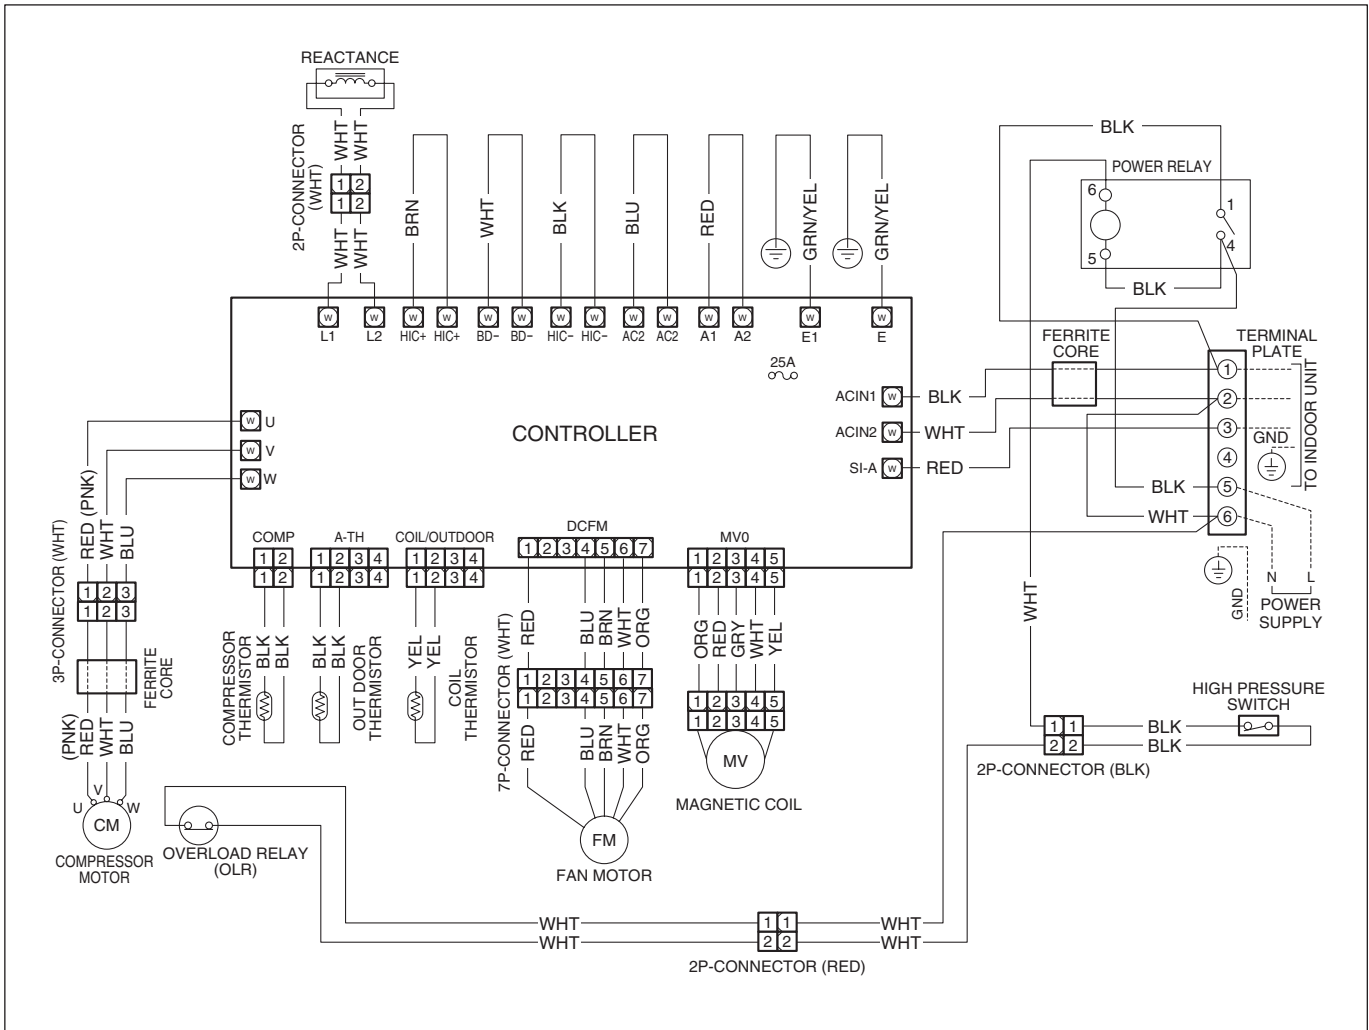 REACTANCE
2P-CONNECTOR
(WHT)
WHT
WHT
1 2
1 2
WHT
WHT
BRN
WHT
BLK
BLU
RED
GRN/YEL
GRN/YEL
BLK
POWER RELAY
6
1
5
4
BLK
W W W W W W W W W W W W W W
L1 L2 HIC+ HIC+ BD− BD− HIC− HIC− AC2 AC2 A1 A2 E1 E
25A
FERRITE
CORE
TERMINAL
PLATE
ACIN1 W BLK
ACIN2 W WHT
SI-A W RED
1
2
3
4
5
6
GND
TO INDOOR UNIT
BLK
WHT
GND
N L
POWER
SUPPLY
W U
W V
W W
CONTROLLER
RED (PNK)
WHT
BLU
3P-CONNECTOR (WHT)
1 2 3
1 2 3
FERRITE
CORE
(PNK)
RED
WHT
BLU
U V W
CM
COMPRESSOR
MOTOR
COMP
1 2
1 2
BLK
BLK
COMPRESSOR
THERMISTOR
A-TH
1 2 3 4
1 2 3 4
BLK
BLK
OUT DOOR
THERMISTOR
COIL/OUTDOOR
1 2 3 4
1 2 3 4
YEL
YEL
COIL
THERMISTOR
DCFM
1 2 3 4 5 6 7
RED
BLU
BRN
WHT
ORG
7P-CONNECTOR (WHT)
1 2 3 4 5 6 7
1 2 3 4 5 6 7
RED
BLU
BRN
WHT
ORG
FM
FAN MOTOR
MV0
1 2 3 4 5
1 2 3 4 5
ORG
RED
GRY
WHT
YEL
1 2 3 4 5
1 2 3 4 5
MV
MAGNETIC COIL
WHT
HIGH PRESSURE
SWITCH
1 1
2 2
BLK
BLK
2P-CONNECTOR (BLK)
OVERLOAD RELAY
(OLR)
WHT 1 1 WHT
WHT 2 2 WHT
2P-CONNECTOR (RED)